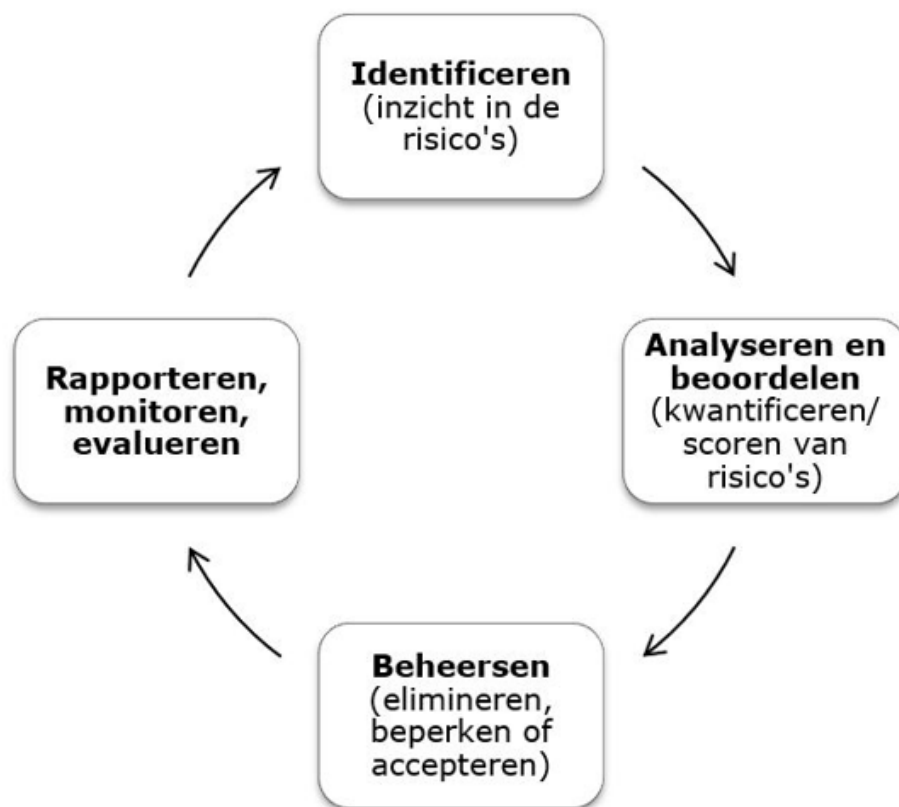 Identificeren
(inzicht in de
risico's)
Analyseren en
beoordelen
(kwantificeren/
scoren van
risico's)
Beheersen
(elimineren,
beperken of
accepteren)
Rapporteren,
monitoren,
evalueren